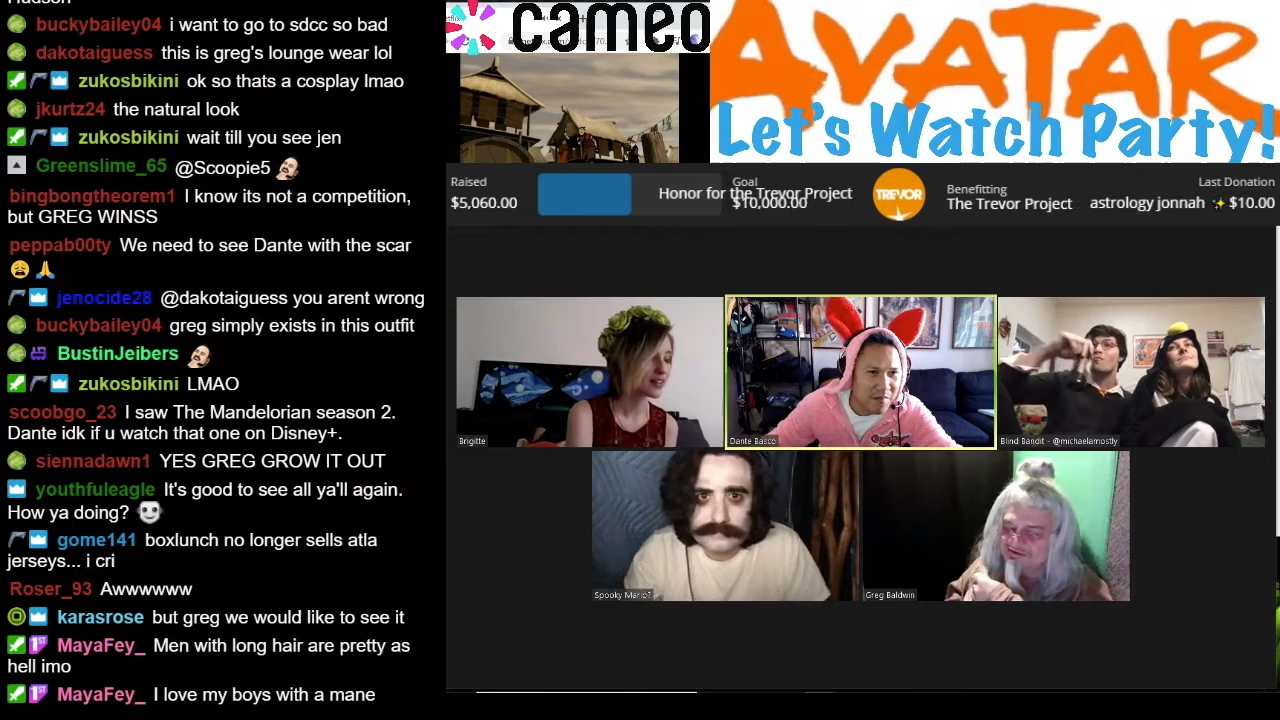 Hudson
buckybailey04 i want to go to sdcc so bad
dakotaiguess this is greg's lounge wear lol
zukosbikini ok so thats a cosplay lmao
jkurtz24 the natural look
zukosbikini wait till you see jen
Greenslime_65 @Scoopie5
bingbongtheorem1 I know its not a competition,
but GREG WINSS
peppab00ty We need to see Dante with the scar
jenocide28 @dakotaiguess you arent wrong
buckybailey04 greg simply exists in this outfit
BustinJeibers
zukosbikini LMAO
scoobgo_23 I saw The Mandelorian season 2.
Dante idk if u watch that one on Disney+.
siennadawn1 YES GREG GROW IT OUT
youthfuleagle It's good to see all ya'll again.
How ya doing?
gome141 boxlunch no longer sells atla
jerseys... i cri
Roser_93 Awwwwww
karasrose but greg we would like to see it
MayaFey_ Men with long hair are pretty as
hell imo
MayaFey_ I love my boys with a mane
cameo
AVATAR
Let's Watch Party!
Raised
$5,060.00
Honor for the Trevor Project
Goal
$10,000.00
TREVOR
Benefitting
The Trevor Project
Last Donation
astrology jonnah $10.00
Brigitte
Dante Basco
Blind Bandit - @michaelamostly
Spooky Mario?
Greg Baldwin